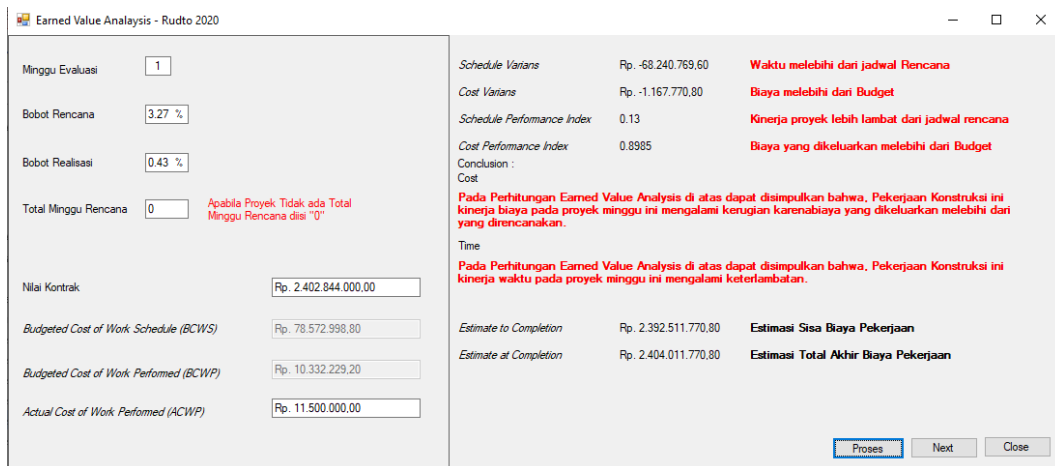 Earned Value Analaysis - Rudto 2020
Minggu Evaluasi 1
Bobot Rencana 3.27 %
Bobot Realisasi 0.43 %
Total Minggu Rencana 0 Apabila Proyek Tidak ada Total
Minggu Rencana diisi "0"
Nilai Kontrak Rp. 2.402.844.000,00
Budgeted Cost of Work Schedule (BCWS) Rp. 78.572.998,80
Budgeted Cost of Work Performed (BCWP) Rp. 10.332.229,20
Actual Cost of Work Performed (ACWP) Rp. 11.500.000,00
Schedule Varians Rp. -68.240.769,60 Waktu melebihi dari jadwal Rencana
Cost Varians Rp. -1.167.770,80 Biaya melebihi dari Budget
Schedule Performance Index 0.13 Kinerja proyek lebih lambat dari jadwal rencana
Cost Perfomance Index 0.8985 Biaya yang dikeluarkan melebihi dari Budget
Conclusion :
Cost
Pada Perhitungan Earned Value Analysis di atas dapat disimpulkan bahwa, Pekerjaan Konstruksi ini
kinerja biaya pada proyek minggu ini mengalami kerugian karenabiaya yang dikeluarkan melebihi dari
yang direncanakan.
Time
Pada Perhitungan Earned Value Analysis di atas dapat disimpulkan bahwa, Pekerjaan Konstruksi ini
kinerja waktu pada proyek minggu ini mengalami keterlambatan.
Estimate to Completion Rp. 2.392.511.770,80 Estimasi Sisa Biaya Pekerjaan
Estimate at Completion Rp. 2.404.011.770,80 Estimasi Total Akhir Biaya Pekerjaan
Proses Next Close